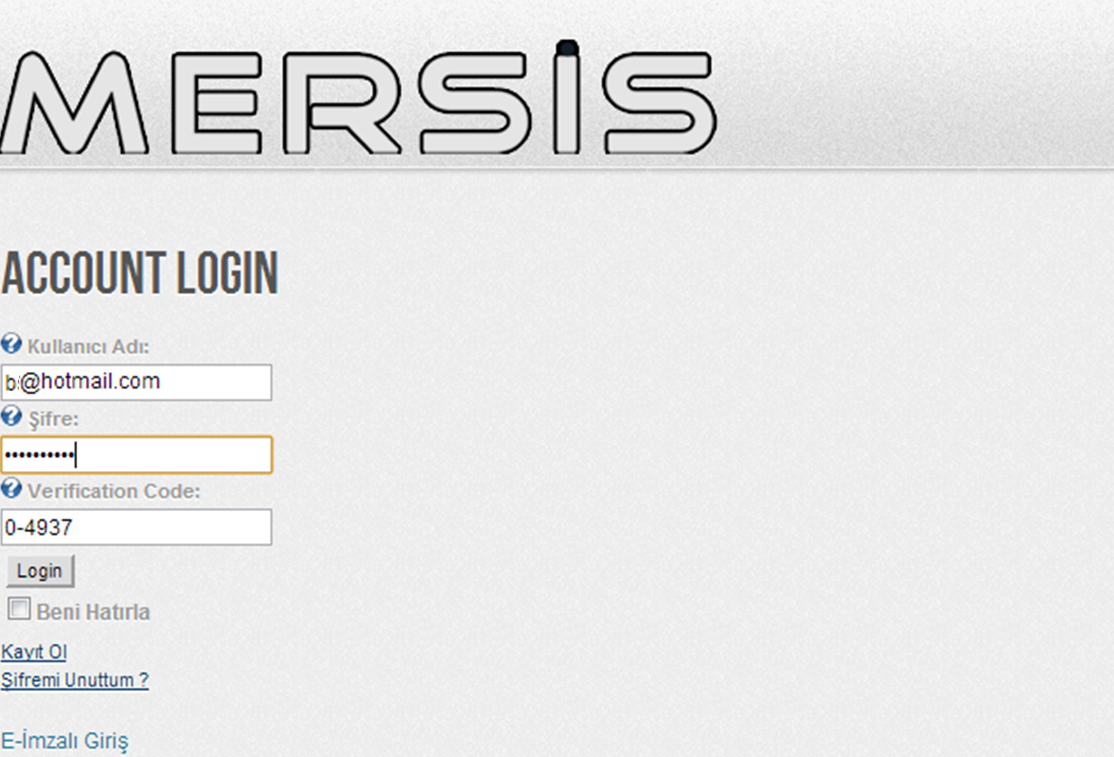 MERSİS
ACCOUNT LOGIN
Kullanıcı Adı:
b:@hotmail.com
Şifre:
••••••••••
Verification Code:
0-4937
Login
Beni Hatırla
Kayıt Ol
Şifremi Unuttum ?
E-İmzalı Giriş